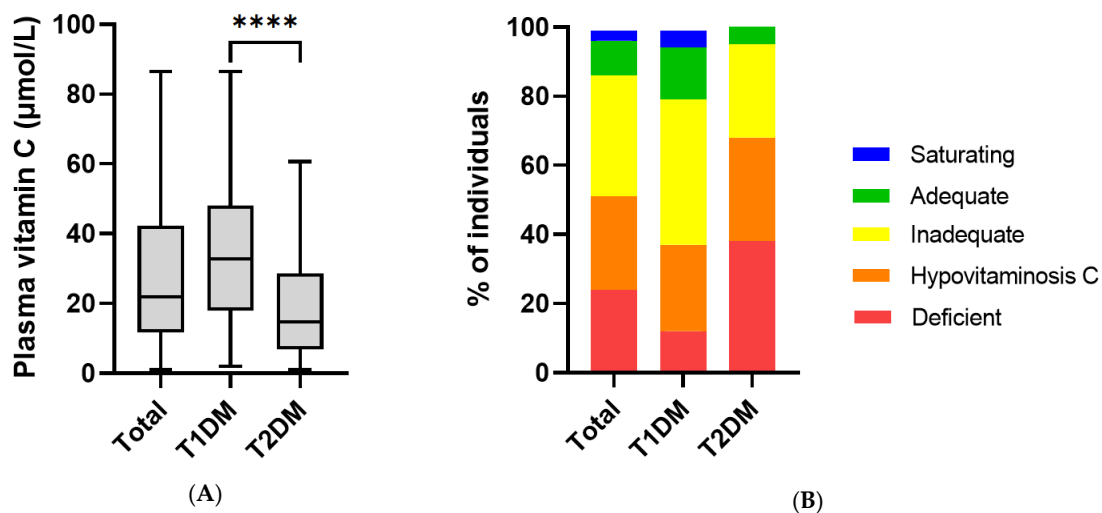 Plasma vitamin C (µmol/L)
100
80
60
40
20
0
****
Total
T1DM
T2DM
(A)
% of individuals
100
80
60
40
20
0
Total
T1DM
T2DM
Saturating
Adequate
Inadequate
Hypovitaminosis C
Deficient
(B)